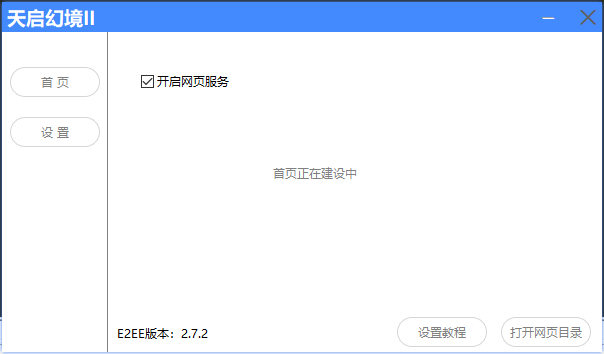 天启幻境II
首 页
设 置
开启网页服务
首页正在建设中
E2EE版本：2.7.2
设置教程
打开网页目录